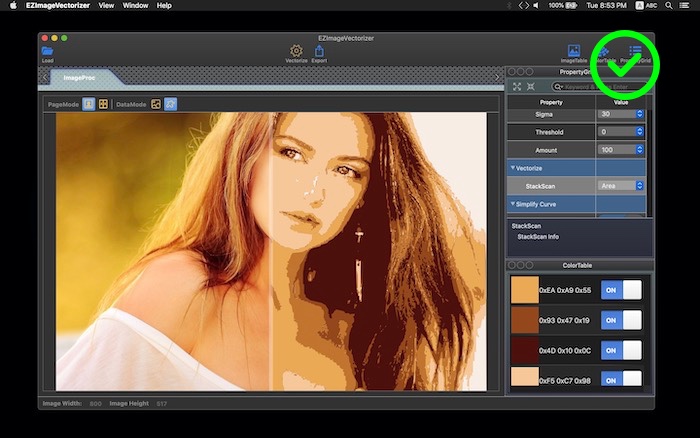 EZImageVectorizer View Window Help 100% Tue 8:53 PM A ABC
EZImageVectorizer
Load Vectorize Export ImageTable PropertyGrid
ImageProc
PropertyGrid
Keyword & Enter
PageMode DataMode
Property Value
Sigma 30
Threshold 0
Amount 100
Vectorize
StackScan Area
Simplify Curve
StackScan
StackScan Info
ColorTable
0xEA 0xA9 0x55 ON
0x93 0x47 0x19 ON
0x4D 0x10 0x0C ON
0xF5 0xC7 0x98 ON
Image Width: 800 Image Height 517